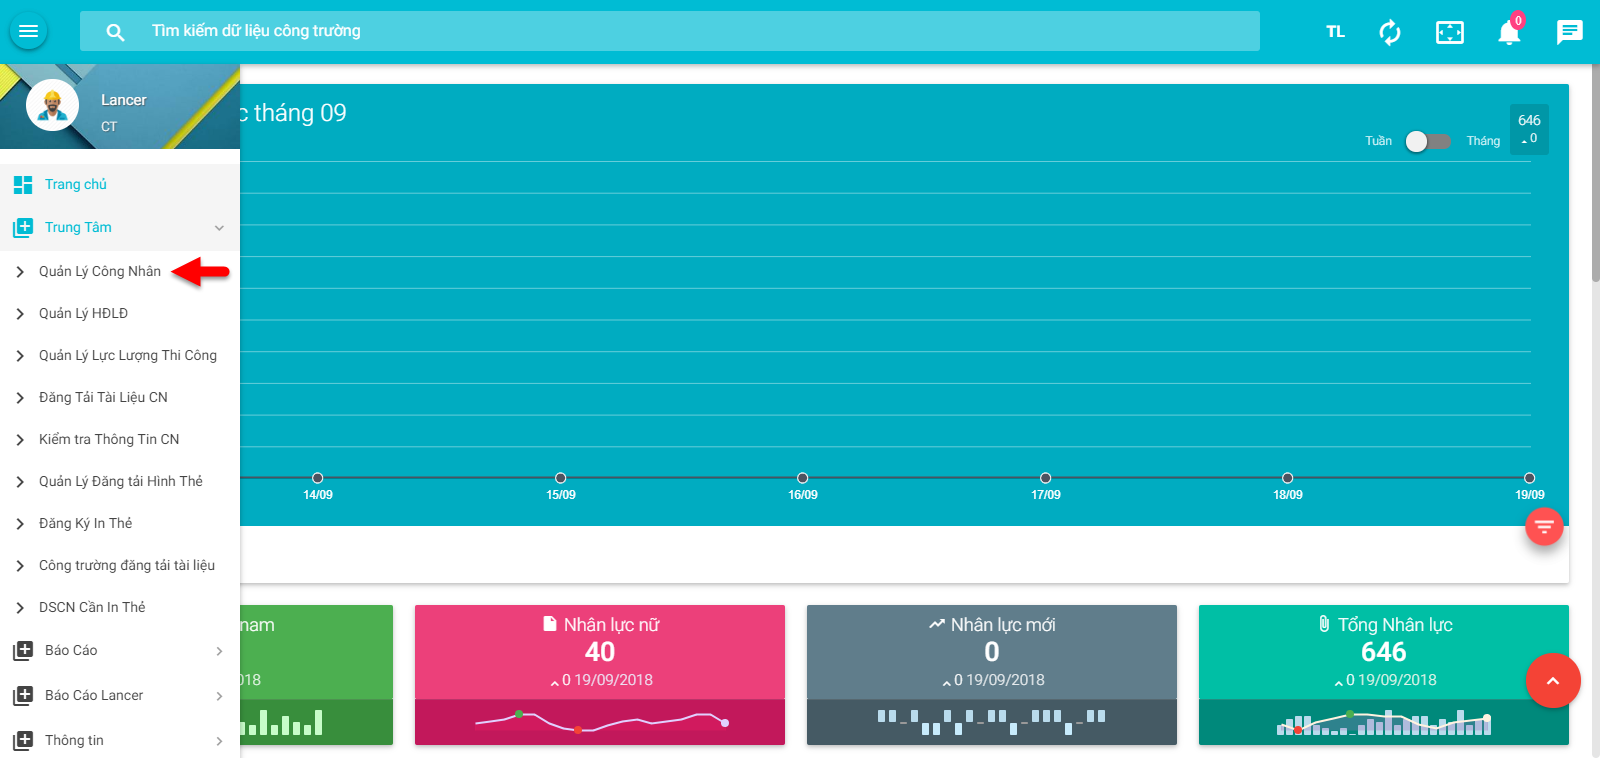 Tìm kiếm dữ liệu công trường
TL
0
Lancer
CT
Trang chủ
Trung Tâm
Quản Lý Công Nhân
Quản Lý HĐLĐ
Quản Lý Lực Lượng Thi Công
Đăng Tải Tài Liệu CN
Kiểm tra Thông Tin CN
Quản Lý Đăng tải Hình Thẻ
Đăng Ký In Thẻ
Công trường đăng tải tài liệu
DSCN Cần In Thẻ
Báo Cáo
Báo Cáo Lancer
Thông tin
c tháng 09
Tuần
Tháng
646
0
14/09
15/09
16/09
17/09
18/09
19/09
nam
018
Nhân lực nữ
40
0 19/09/2018
Nhân lực mới
0
0 19/09/2018
Tổng Nhân lực
646
0 19/09/2018